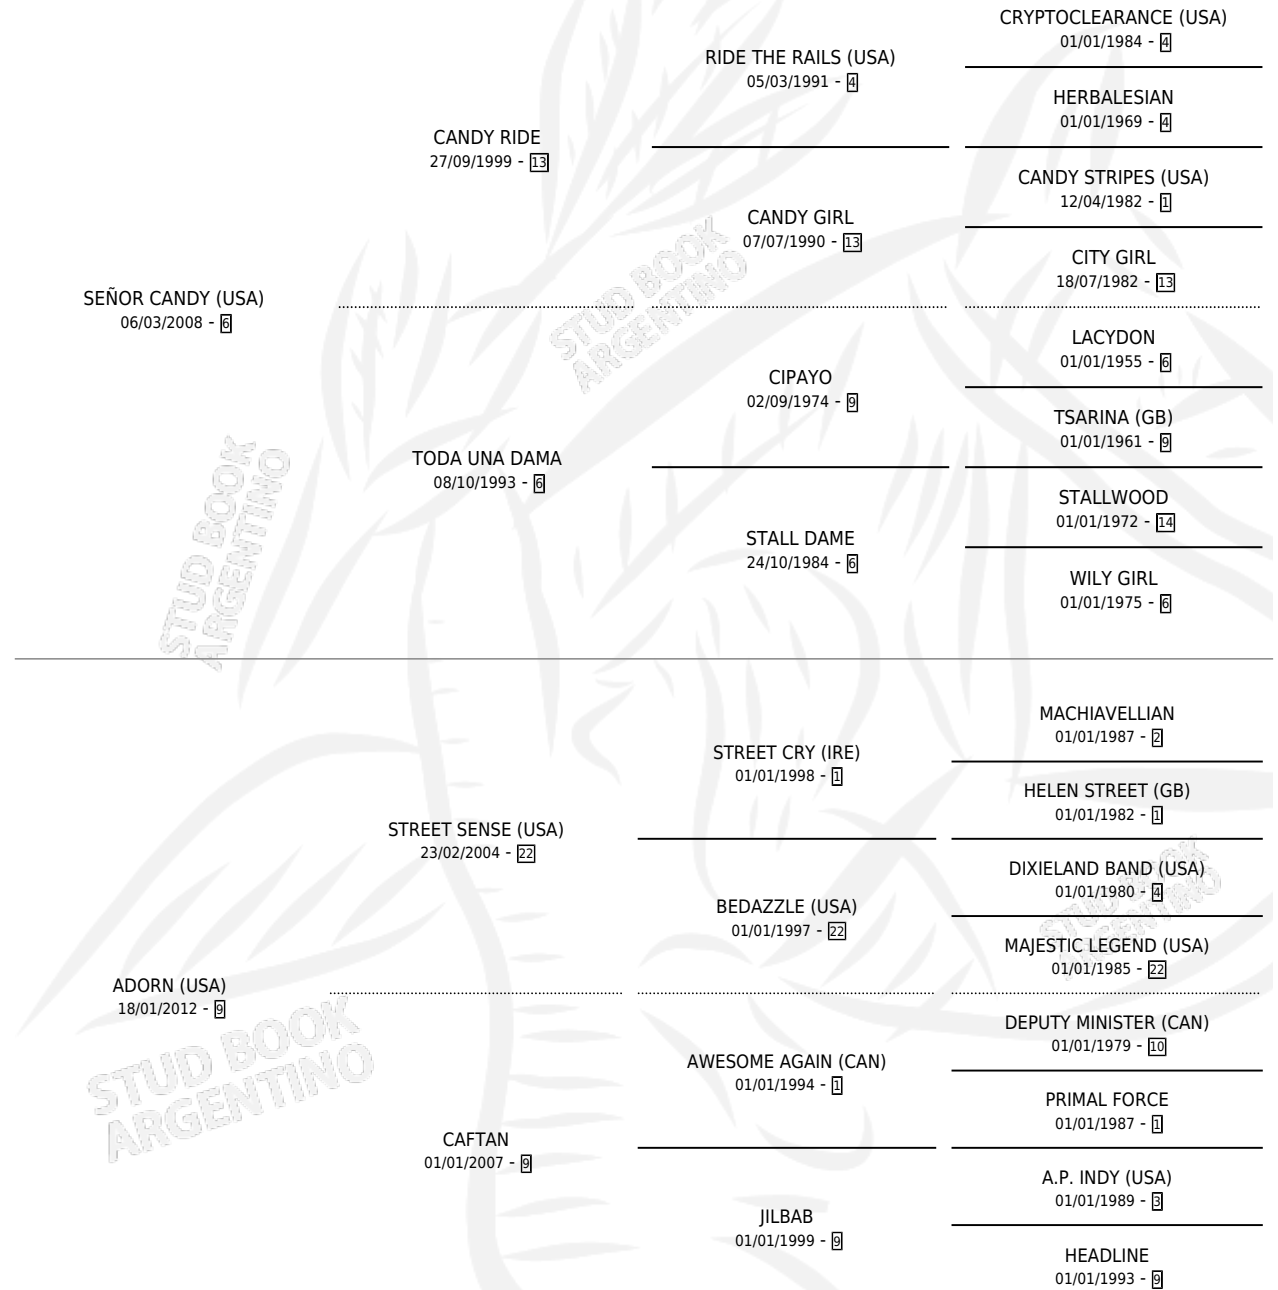 CRYPTOCLEARANCE (USA)
01/01/1984 - 4
RIDE THE RAILS (USA)
05/03/1991 - 4
HERBALESIAN
01/01/1969 - 4
CANDY RIDE
27/09/1999 - 13
CANDY STRIPES (USA)
12/04/1982 - 1
CANDY GIRL
07/07/1990 - 13
CITY GIRL
18/07/1982 - 13
SEÑOR CANDY (USA)
06/03/2008 - 6
LACYDON
01/01/1955 - 6
CIPAYO
02/09/1974 - 9
TSARINA (GB)
01/01/1961 - 9
TODA UNA DAMA
08/10/1993 - 6
STALLWOOD
01/01/1972 - 14
STALL DAME
24/10/1984 - 6
WILY GIRL
01/01/1975 - 6
MACHIAVELLIAN
01/01/1987 - 2
STREET CRY (IRE)
01/01/1998 - 1
HELEN STREET (GB)
01/01/1982 - 1
STREET SENSE (USA)
23/02/2004 - 22
DIXIELAND BAND (USA)
01/01/1980 - 4
BEDAZZLE (USA)
01/01/1997 - 22
MAJESTIC LEGEND (USA)
01/01/1985 - 22
ADORN (USA)
18/01/2012 - 9
DEPUTY MINISTER (CAN)
01/01/1979 - 10
AWESOME AGAIN (CAN)
01/01/1994 - 1
PRIMAL FORCE
01/01/1987 - 1
CAFTAN
01/01/2007 - 9
A.P. INDY (USA)
01/01/1989 - 3
JILBAB
01/01/1999 - 9
HEADLINE
01/01/1993 - 9
STUD BOOK
ARGENTINO
STUD BOOK
ARGENTINO
STUD BOOK
ARGENTINO
STUD BOOK
ARGENTINO